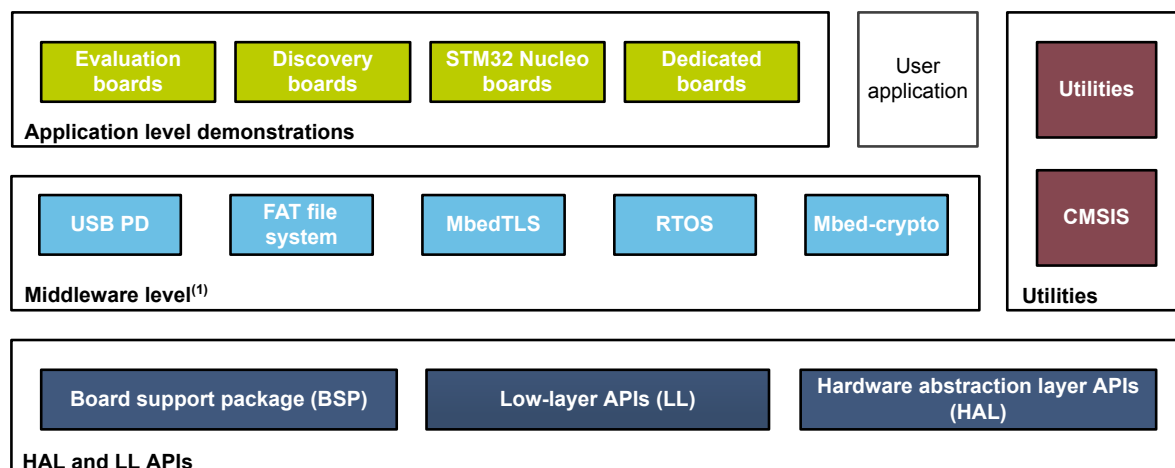 Evaluation
boards
Discovery
boards
STM32 Nucleo
boards
Dedicated
boards
Application level demonstrations
User
application
Utilities
CMSIS
Utilities
USB PD
FAT file
system
MbedTLS
RTOS
Mbed-crypto
Middleware level(1)
Board support package (BSP)
Low-layer APIs (LL)
Hardware abstraction layer APIs
(HAL)
HAL and LL APIs